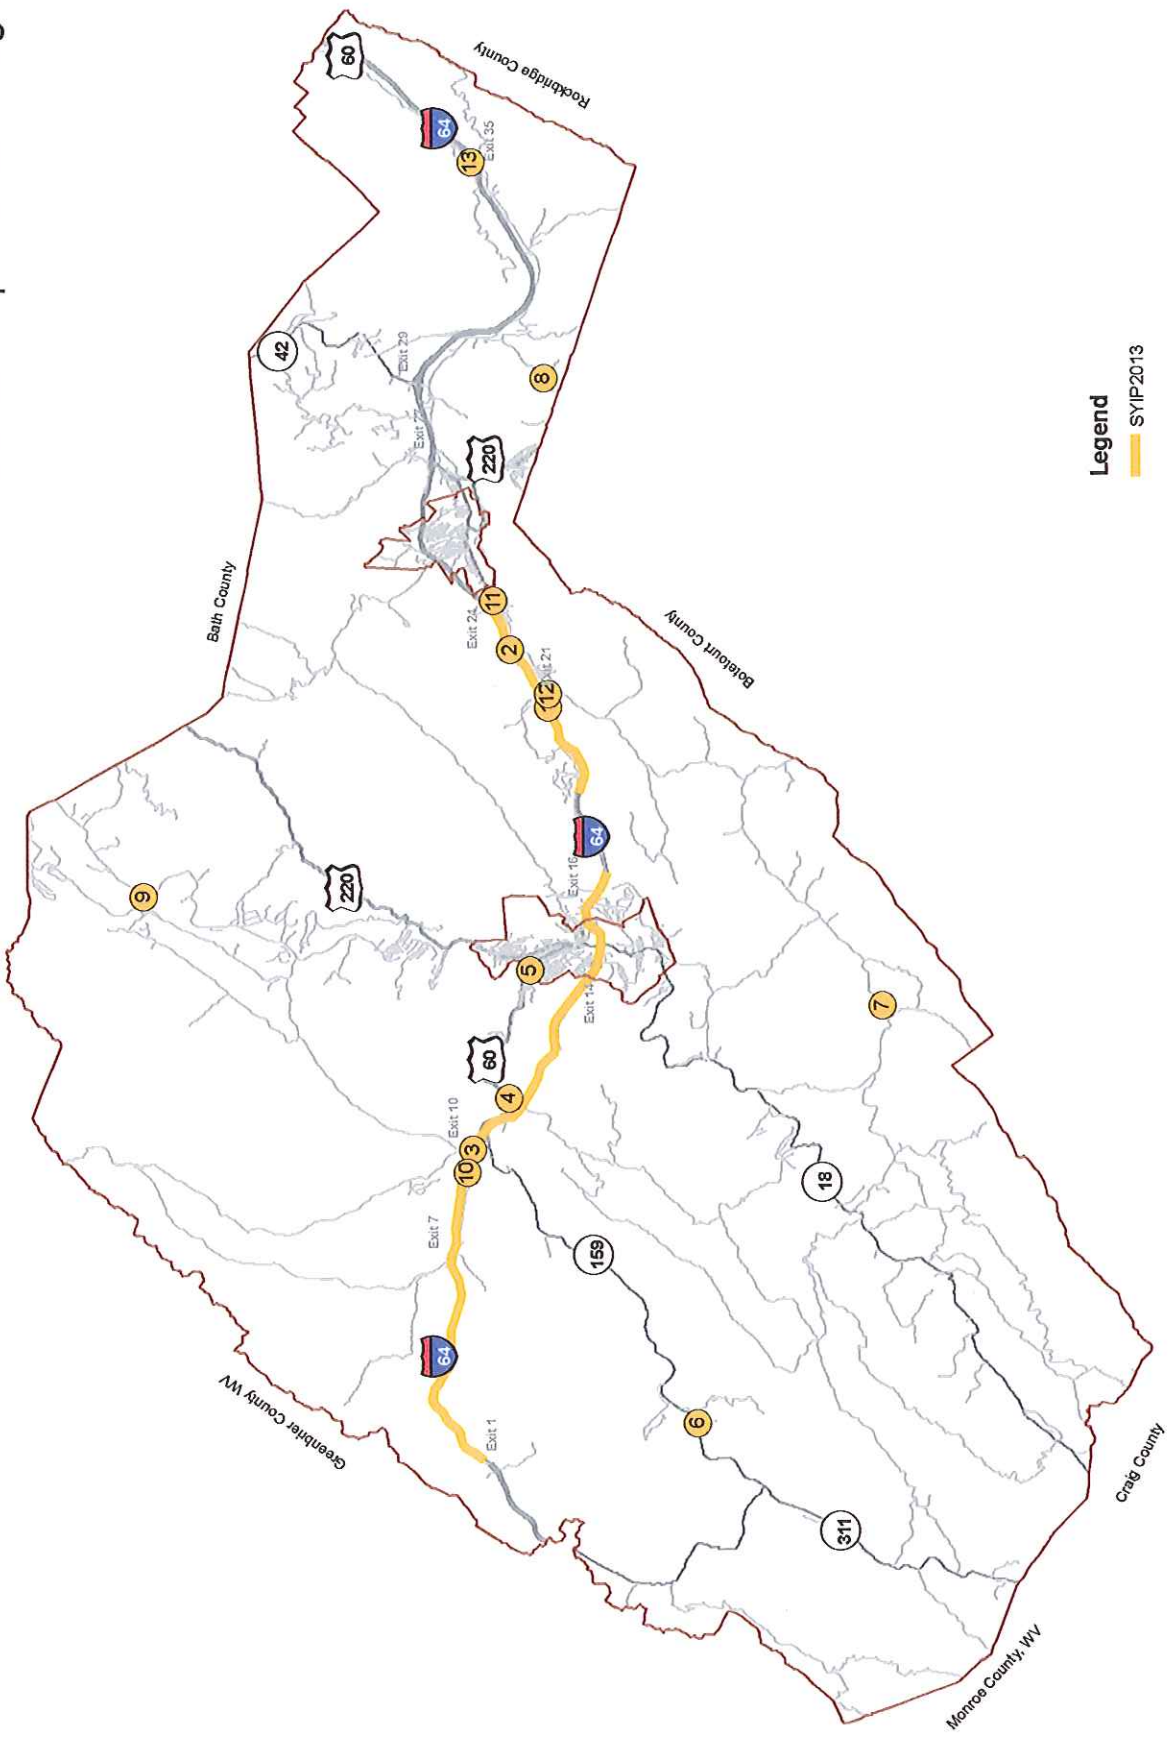 60
Rockbridge County
64
13
Exit 35
42
Exit 29
8
Exit
220
Bath County
Exit 24
11
2
Exit 21
12
Botetourt County
9
220
64
Exit 16
5
Exit 14
7
60
4
Exit 10
3
10
Exit 7
18
159
64
Greenbrier County WV
Exit 1
6
311
Craig County
Monroe County, WV
Legend
SYIP2013